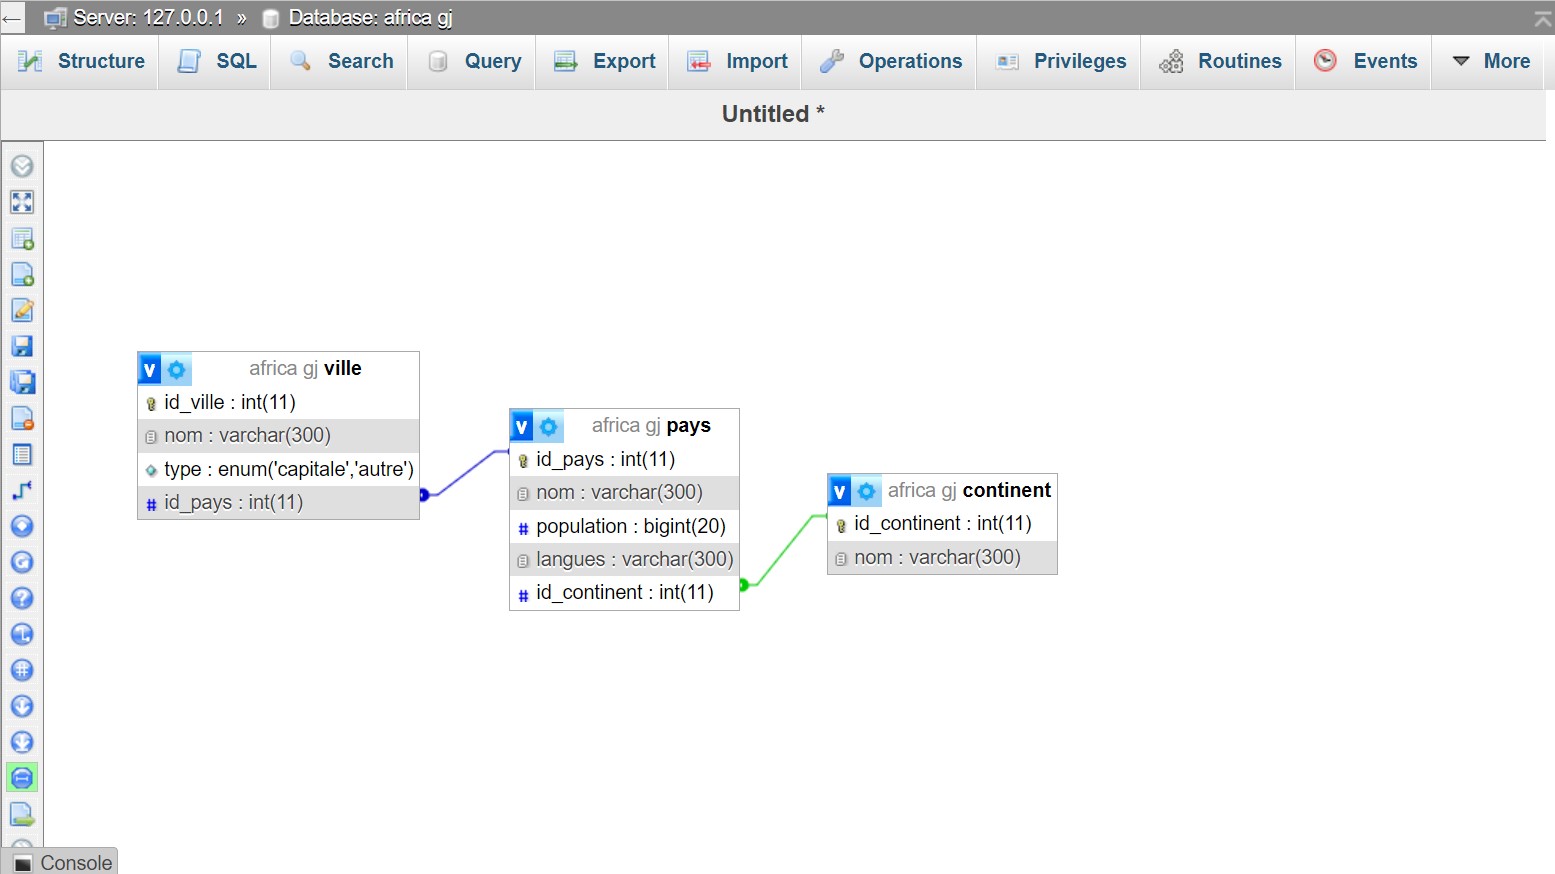 Server: 127.0.0.1 » Database: africa gj
Structure SQL Search Query Export Import Operations Privileges Routines Events More
Untitled *
v africa gj ville
id_ville : int(11)
nom : varchar(300)
type : enum('capitale','autre')
# id_pays : int(11)
v africa gj pays
id_pays : int(11)
nom : varchar(300)
# population : bigint(20)
langues : varchar(300)
# id_continent : int(11)
v africa gj continent
id_continent : int(11)
nom : varchar(300)
Console